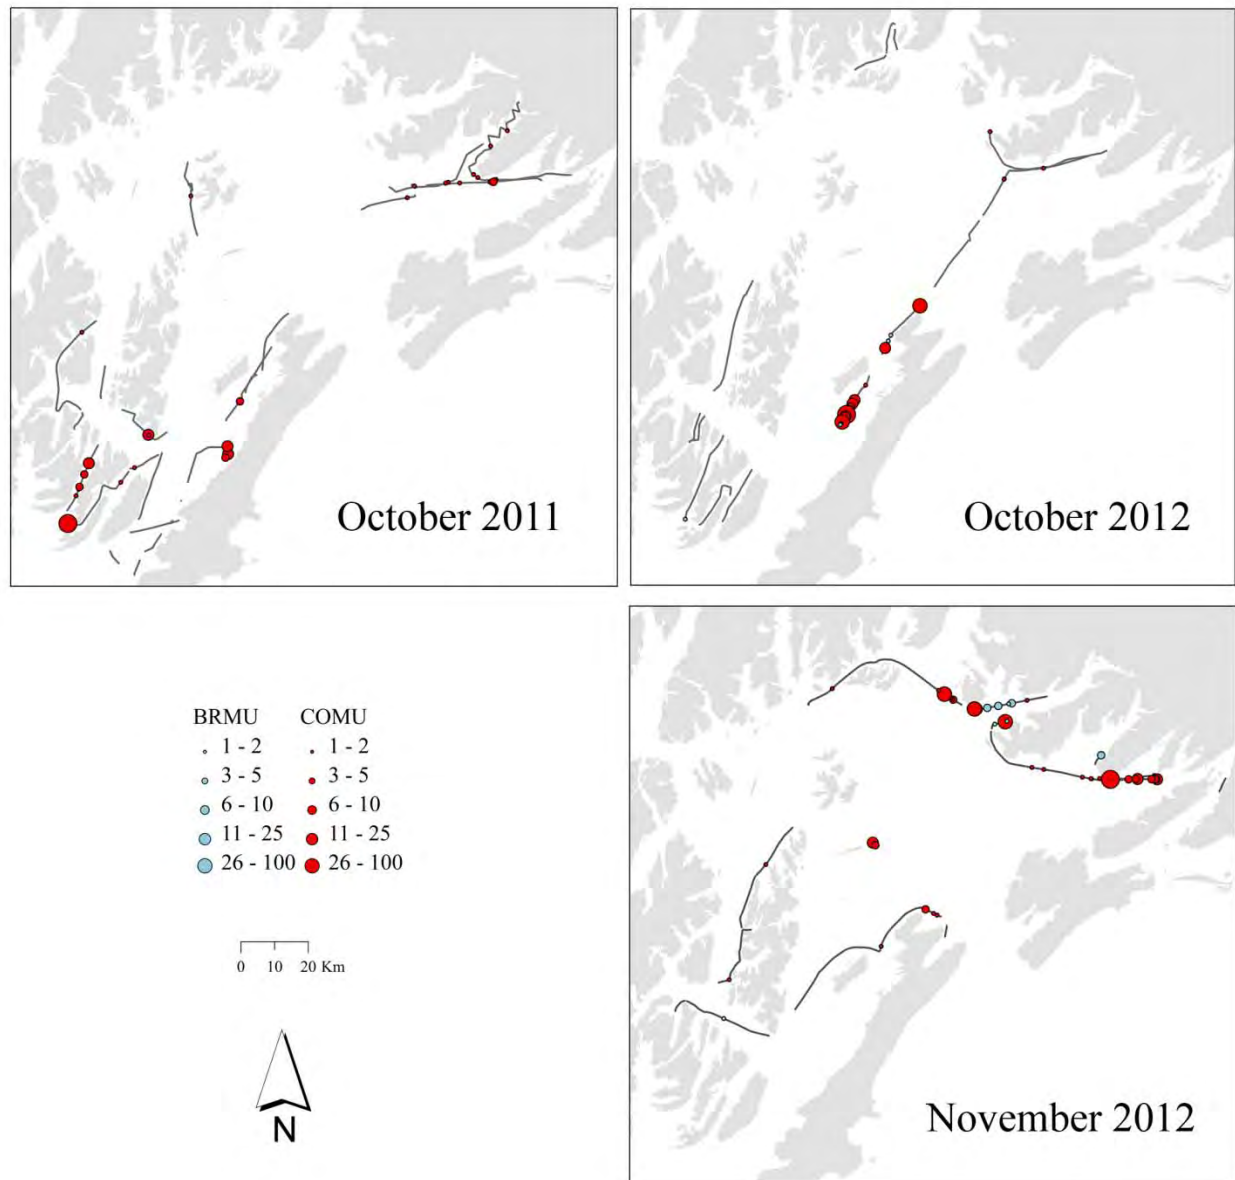 October 2011
October 2012
BRMU COMU
1 - 2 1 - 2
3 - 5 3 - 5
6 - 10 6 - 10
11 - 25 11 - 25
26 - 100 26 - 100
0 10 20 Km
N
November 2012